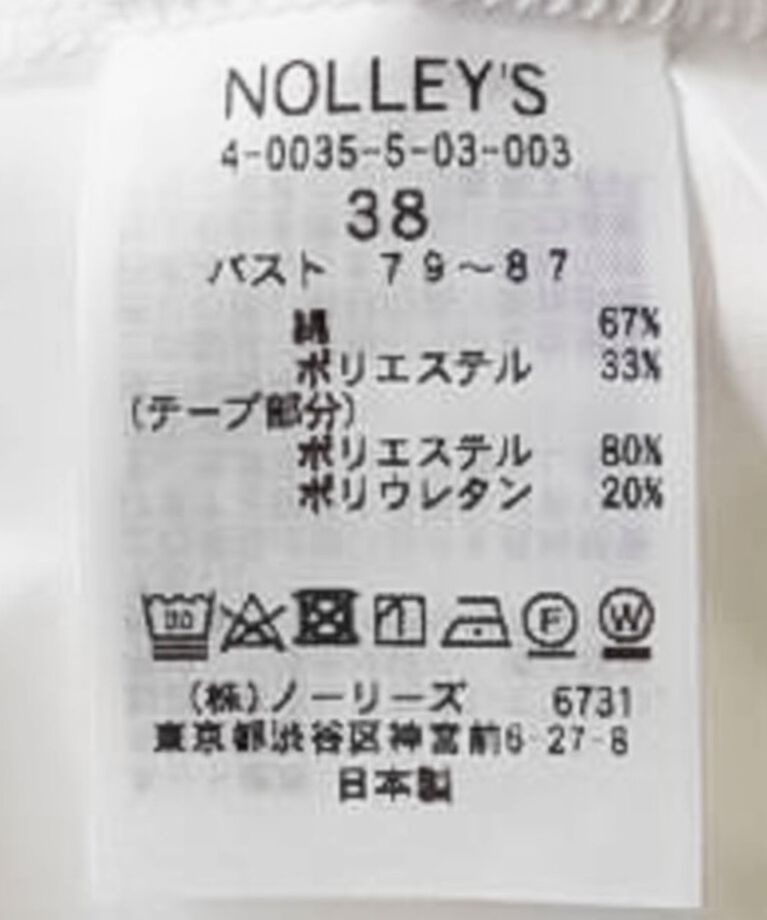 NOLLEY'S
4-0035-5-03-003
38
バスト 79～87
綿 67%
ポリエステル 33%
(テープ部分)
ポリエステル 80%
ポリウレタン 20%
30 F W
(株)ノーリーズ 6731
東京都渋谷区神宮前6-27-8
日本製